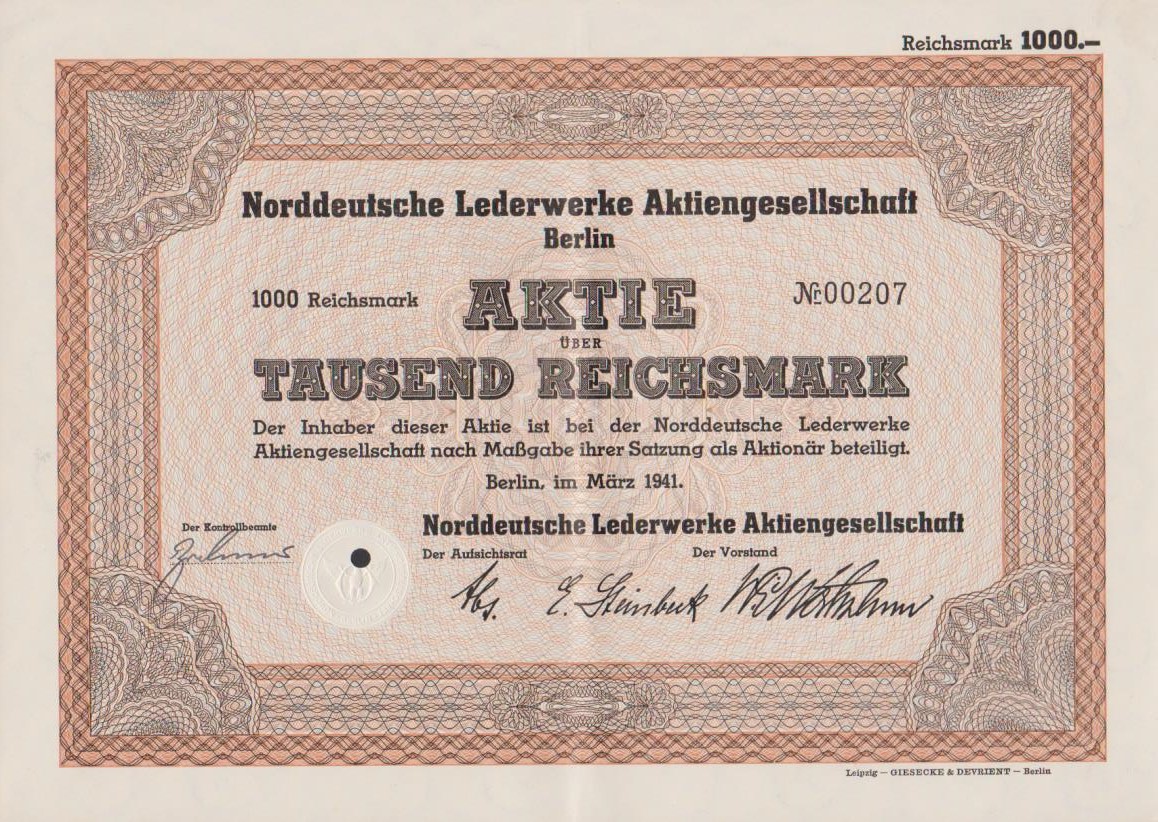 Reichsmark 1000.—
Norddeutsche Lederwerke Aktiengesellschaft
Berlin
1000 Reichsmark AKTIE № 00207
ÜBER
TAUSEND REICHSMARK
Der Inhaber dieser Aktie ist bei der Norddeutsche Lederwerke
Aktiengesellschaft nach Maßgabe ihrer Satzung als Aktionär beteiligt.
Berlin, im März 1941.
Norddeutsche Lederwerke Aktiengesellschaft
Der Kontrollbeamte
Der Aufsichtsrat Der Vorstand
Abs. E. Steinbeck
Leipzig — GIESECKE & DEVRIENT — Berlin